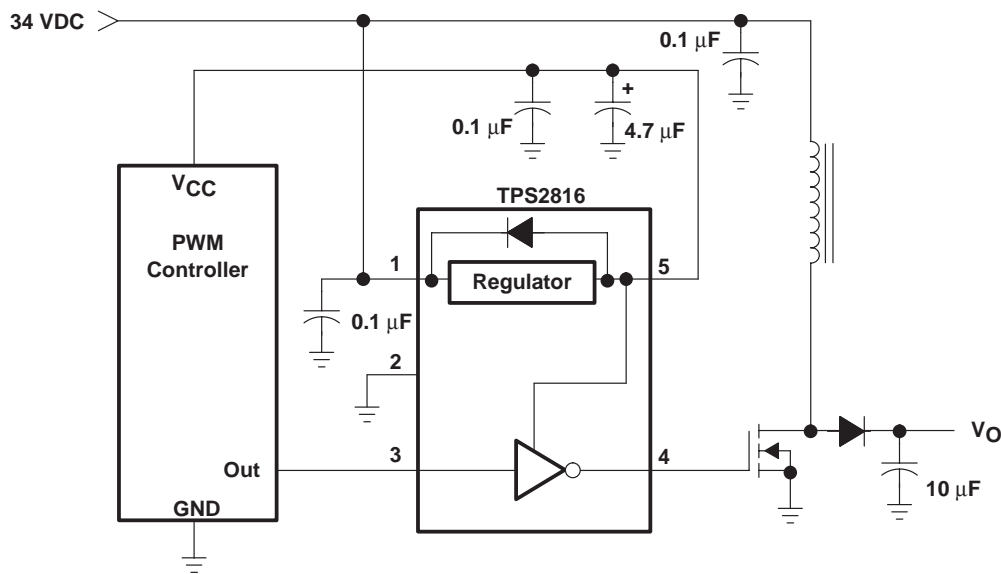 34 VDC
0.1 μF
+
0.1 μF
4.7 μF
VCC
TPS2816
PWM
Controller
1
Regulator
5
0.1 μF
2
VO
Out
3
4
10 μF
GND